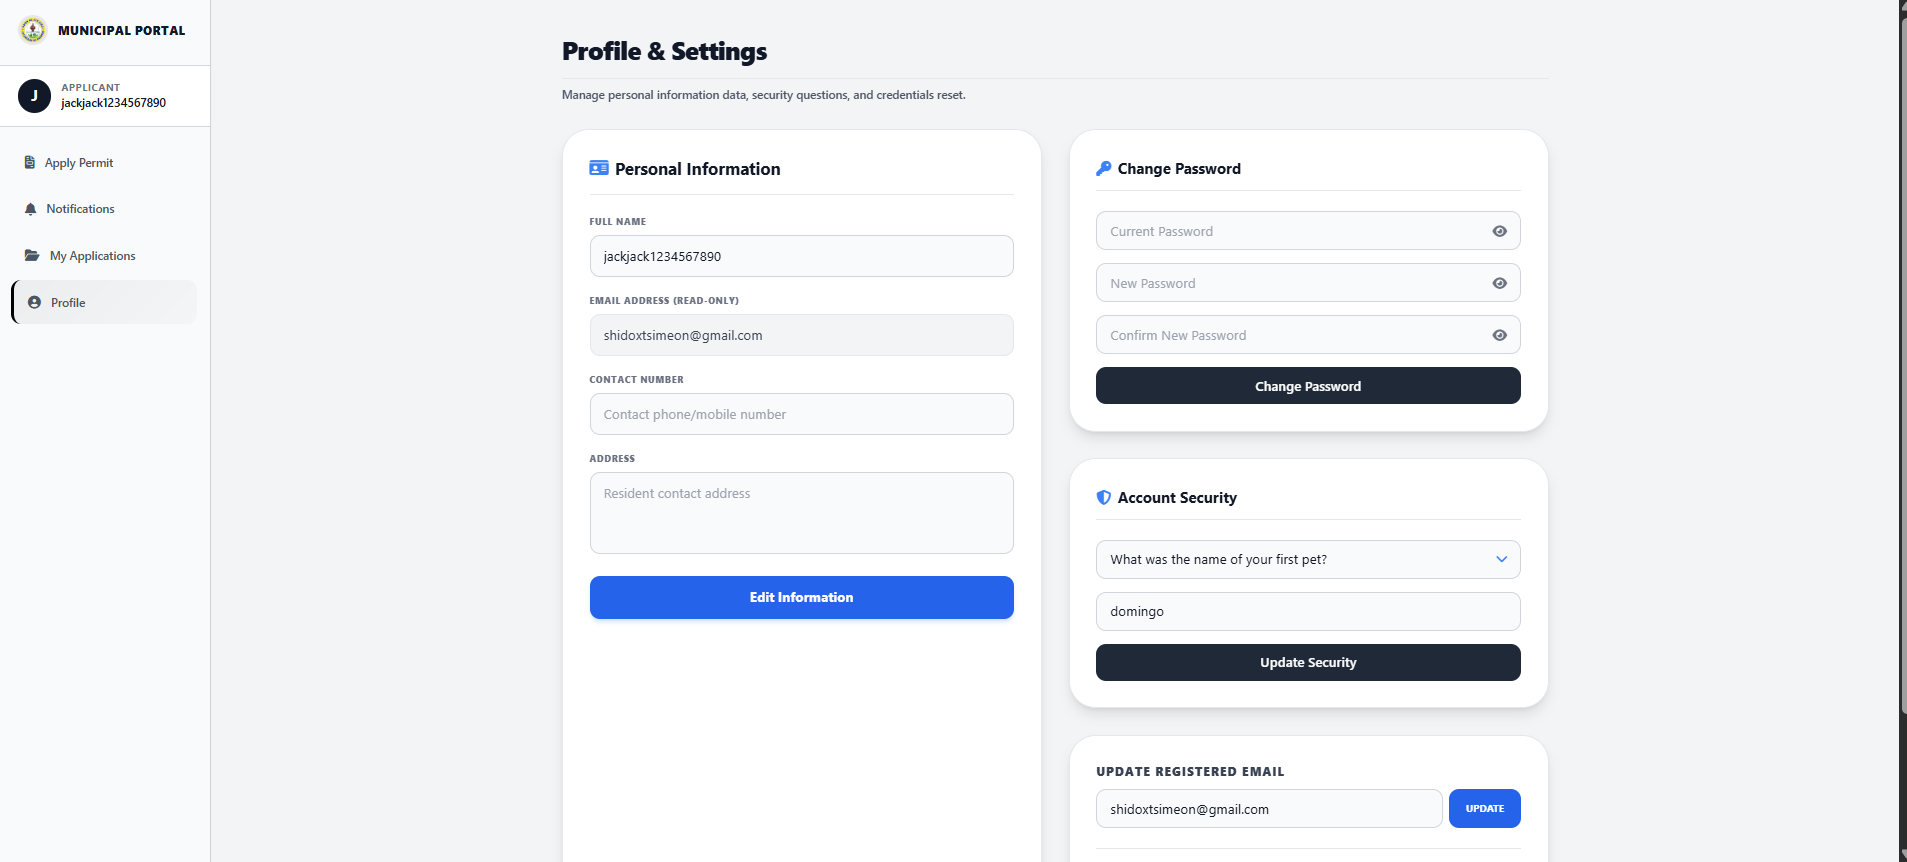 MUNICIPAL PORTAL
J
APPLICANT
jackjack1234567890
Apply Permit
Notifications
My Applications
Profile
Profile & Settings
Manage personal information data, security questions, and credentials reset.
Personal Information
FULL NAME
jackjack1234567890
EMAIL ADDRESS (READ-ONLY)
shidoxtsimeon@gmail.com
CONTACT NUMBER
Contact phone/mobile number
ADDRESS
Resident contact address
Edit Information
Change Password
Current Password
New Password
Confirm New Password
Change Password
Account Security
What was the name of your first pet?
domingo
Update Security
UPDATE REGISTERED EMAIL
shidoxtsimeon@gmail.com
UPDATE